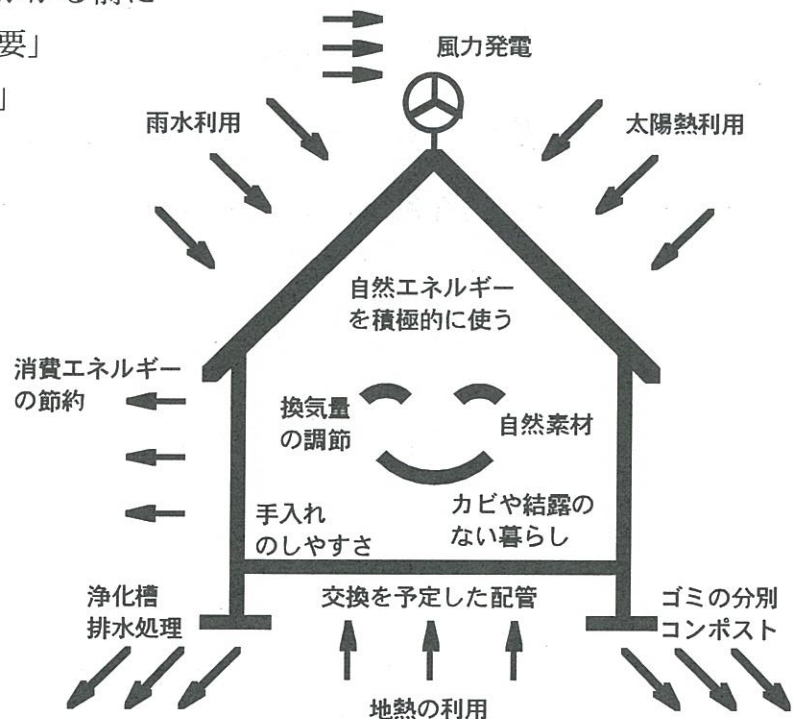 要」
」
風力発電
雨水利用
太陽熱利用
自然エネルギー
を積極的に使う
消費エネルギー
の節約
換気量
の調節
自然素材
手入れ
のしやすさ
カビや結露の
ない暮らし
浄化槽
排水処理
交換を予定した配管
ゴミの分別
コンポスト
地熱の利用